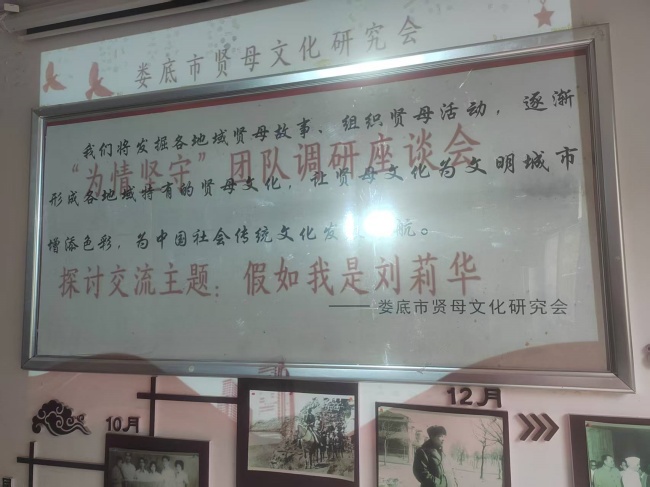 娄底市贤母文化研究会
我们将发掘各地域贤母故事、组织贤母活动，逐渐
“为情坚守”团队调研座谈会
形成各地域特有的贤母文化，让贤母文化为文明城市
增添色彩，为中国社会传统文化发 航。
探讨交流主题：假如我是刘莉华
——娄底市贤母文化研究会
10月
12月
月